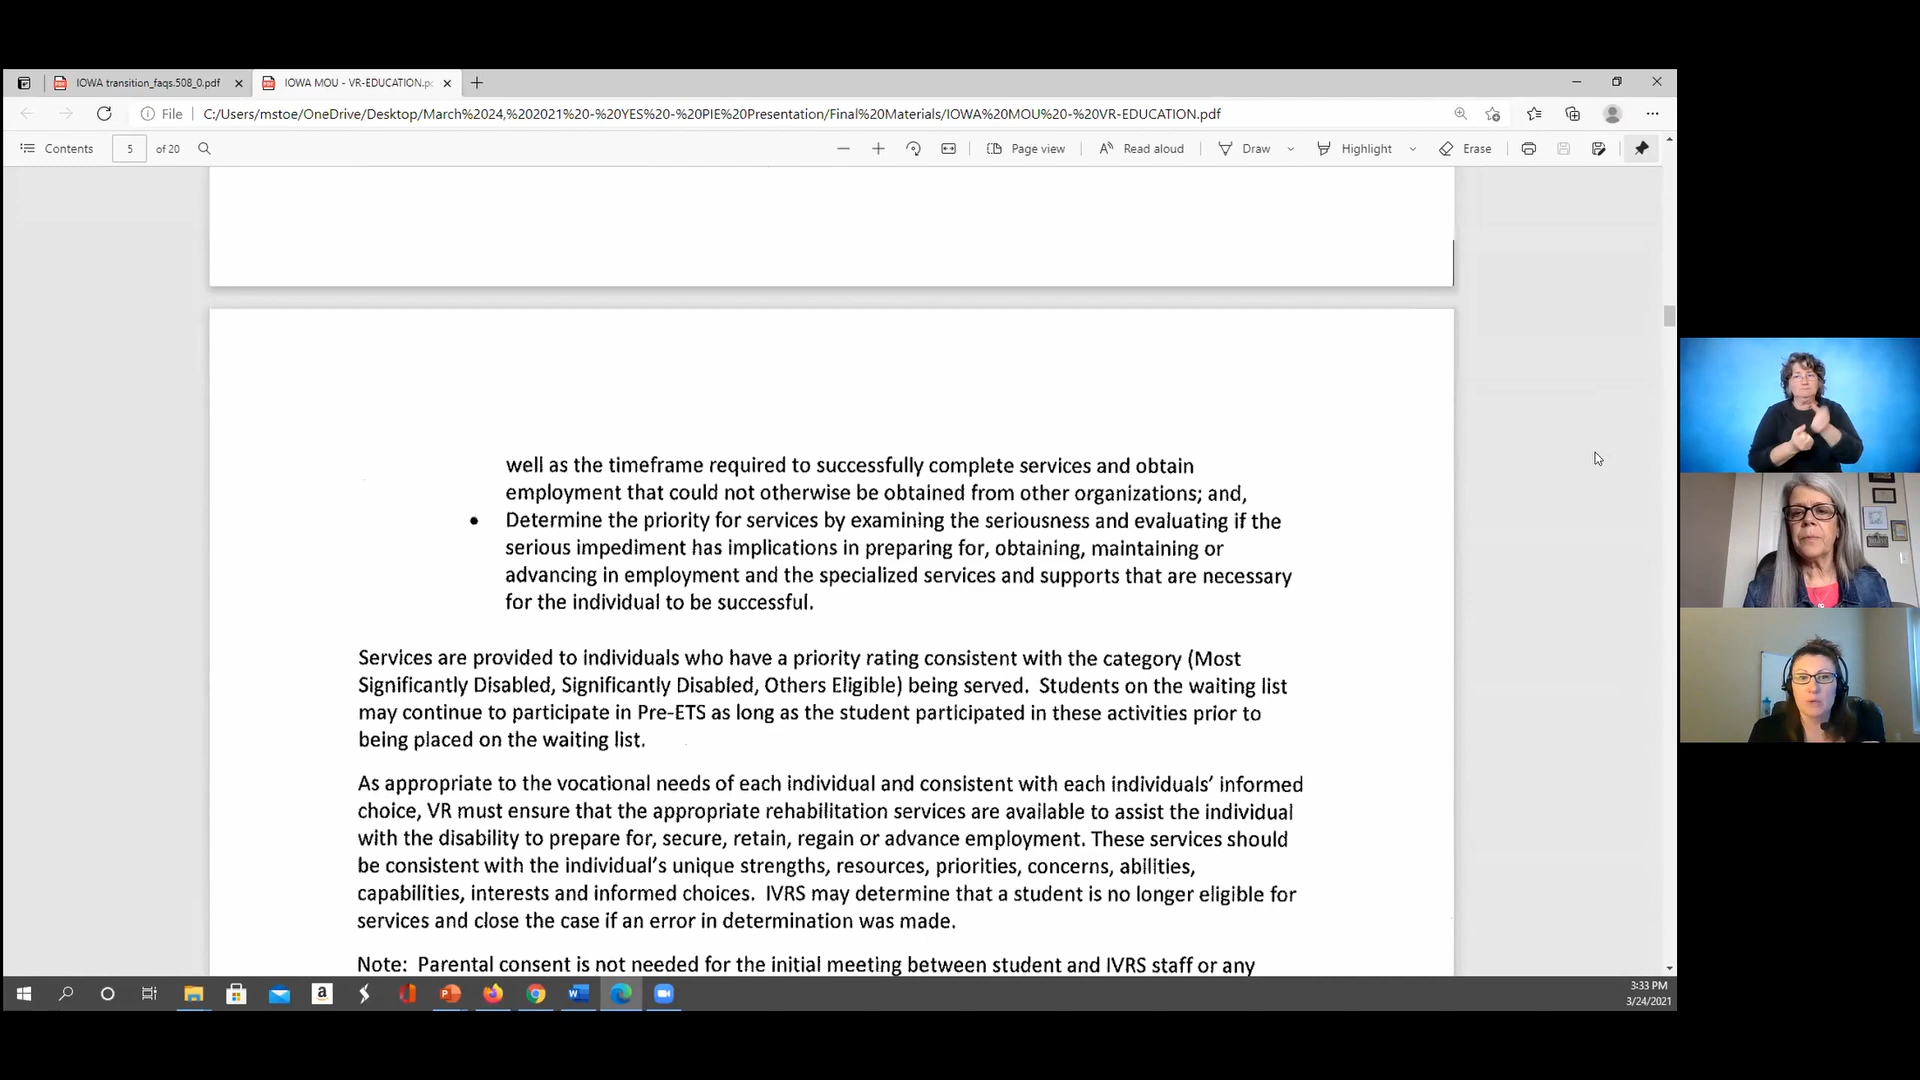 IOWA transition_faqs.508_0.pdf
IOWA MOU - VR-EDUCATION.pc
File
C:/Users/mstoe/OneDrive/Desktop/March%2024,%202021%20-%20YES%20-%20PIE%20Presentation/Final%20Materials/IOWA%20MOU%20-%20VR-EDUCATION.pdf
Contents
5
of 20
Page view
Read aloud
Draw
Highlight
Erase
well as the timeframe required to successfully complete services and obtain
employment that could not otherwise be obtained from other organizations; and,
• Determine the priority for services by examining the seriousness and evaluating if the
serious impediment has implications in preparing for, obtaining, maintaining or
advancing in employment and the specialized services and supports that are necessary
for the individual to be successful.
Services are provided to individuals who have a priority rating consistent with the category (Most
Significantly Disabled, Significantly Disabled, Others Eligible) being served. Students on the waiting list
may continue to participate in Pre-ETS as long as the student participated in these activities prior to
being placed on the waiting list.
As appropriate to the vocational needs of each individual and consistent with each individuals' informed
choice, VR must ensure that the appropriate rehabilitation services are available to assist the individual
with the disability to prepare for, secure, retain, regain or advance employment. These services should
be consistent with the individual's unique strengths, resources, priorities, concerns, abilities,
capabilities, interests and informed choices. IVRS may determine that a student is no longer eligible for
services and close the case if an error in determination was made.
Note: Parental consent is not needed for the initial meeting between student and IVRS staff or any
3:33 PM
3/24/2021